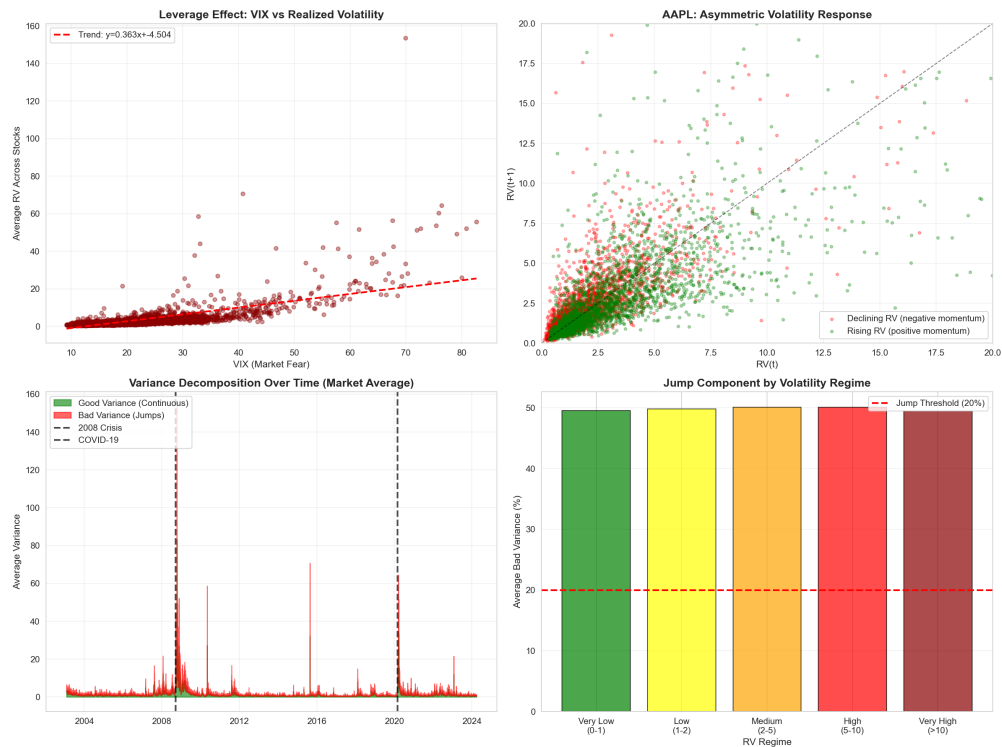 Leverage Effect: VIX vs Realized Volatility
Trend: y=0.363x+-4.504
160
140
120
100
80
60
40
20
0
Average RV Across Stocks
10
20
30
40
50
60
70
80
VIX (Market Fear)
AAPL: Asymmetric Volatility Response
20.0
17.5
15.0
12.5
10.0
7.5
5.0
2.5
0.0
RV(t+1)
Declining RV (negative momentum)
Rising RV (positive momentum)
0.0
2.5
5.0
7.5
10.0
12.5
15.0
17.5
20.0
RV(t)
Variance Decomposition Over Time (Market Average)
Good Variance (Continuous)
Bad Variance (Jumps)
2008 Crisis
COVID-19
160
140
120
100
80
60
40
20
0
Average Variance
2004
2008
2012
2016
2020
2024
Jump Component by Volatility Regime
Jump Threshold (20%)
50
40
30
20
10
0
Average Bad Variance (%)
Very Low
(0-1)
Low
(1-2)
Medium
(2-5)
High
(5-10)
Very High
(>10)
RV Regime